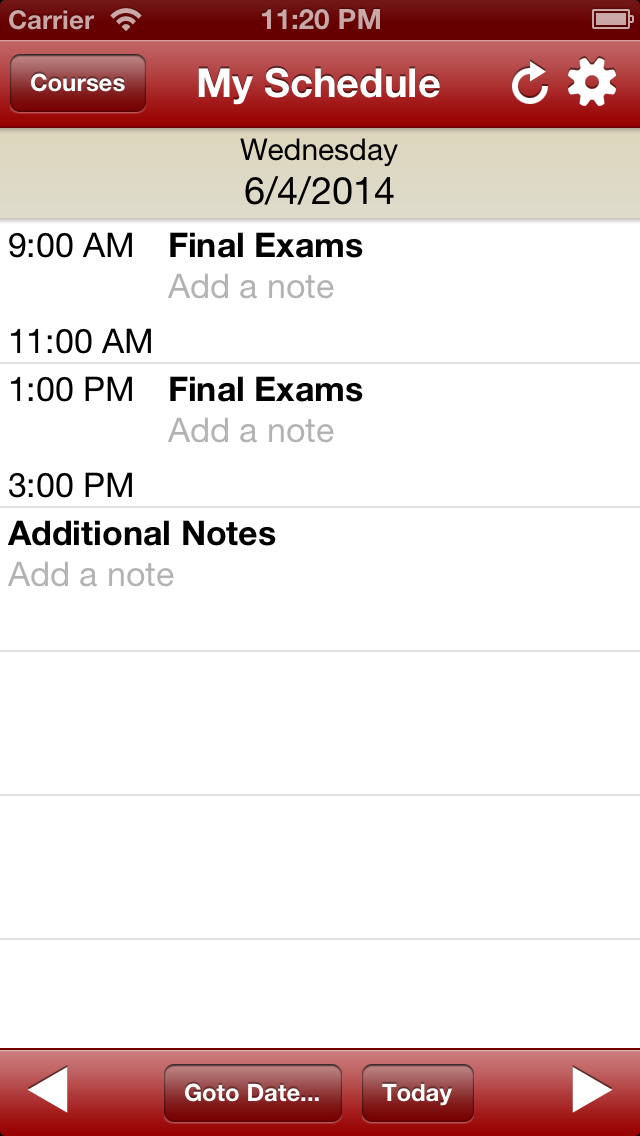 Carrier 11:20 PM
Courses My Schedule
Wednesday
6/4/2014
9:00 AM Final Exams
Add a note
11:00 AM
1:00 PM Final Exams
Add a note
3:00 PM
Additional Notes
Add a note
Goto Date... Today